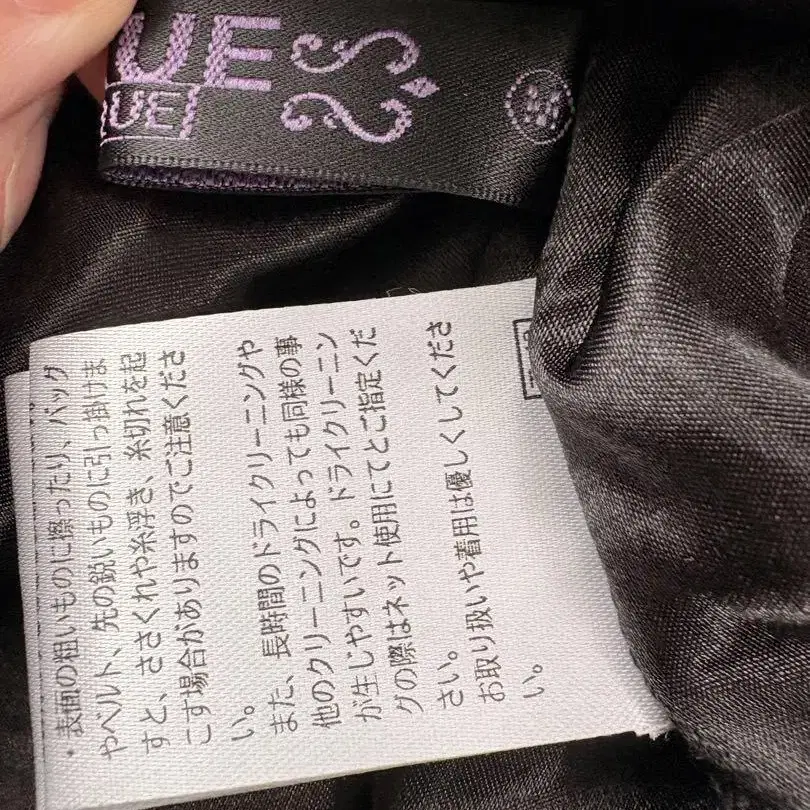 UE
UE
M
・表面の粗いものに擦ったり、バッグ
やベルト、先の鋭いものに引っ掛けま
すと、ささくれや糸浮き、糸切れを起
こす場合がありますのでご注意くださ
い。
また、長時間のドライクリーニングや
他のクリーニングによっても同様の事
が生じやすいです。ドライクリーニン
グの際はネット使用にてとご指定くだ
さい。
お取り扱いや着用は優しくしてくださ
い。